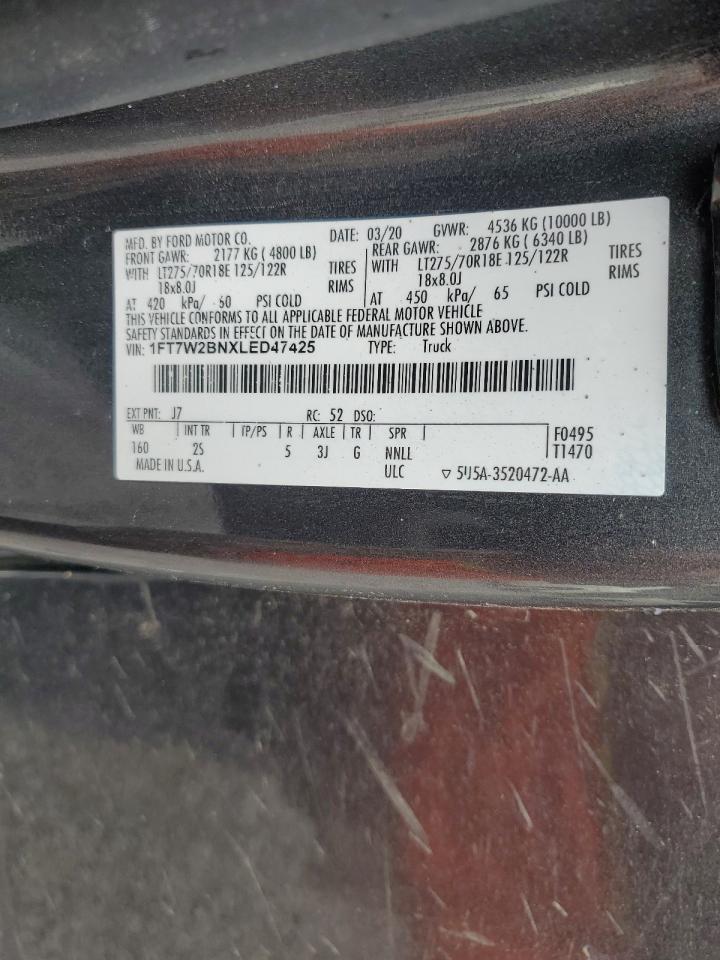 MFD. BY FORD MOTOR CO.
DATE: 03/20 GVWR: 4536 KG (10000 LB)
FRONT GAWR: 2177 KG ( 4800 LB)
REAR GAWR: 2876 KG ( 6340 LB)
WITH LT275/70R18E 125/122R TIRES
WITH LT275/70R18E 125/122R TIRES
18x8.0J RIMS
18x8.0J RIMS
AT 420 kPa/ 60 PSI COLD
AT 450 kPa/ 65 PSI COLD
THIS VEHICLE CONFORMS TO ALL APPLICABLE FEDERAL MOTOR VEHICLE
SAFETY STANDARDS IN EFFECT ON THE DATE OF MANUFACTURE SHOWN ABOVE.
VIN: 1FT7W2BNXLED47425 TYPE: Truck
EXT PNT: J7 RC: 52 DSO:
WB INT TR TP/PS R AXLE TR SPR F0495
160 2S 5 3J G NNLL T1470
MADE IN U.S.A. ULC ▽ 5U5A-3520472-AA